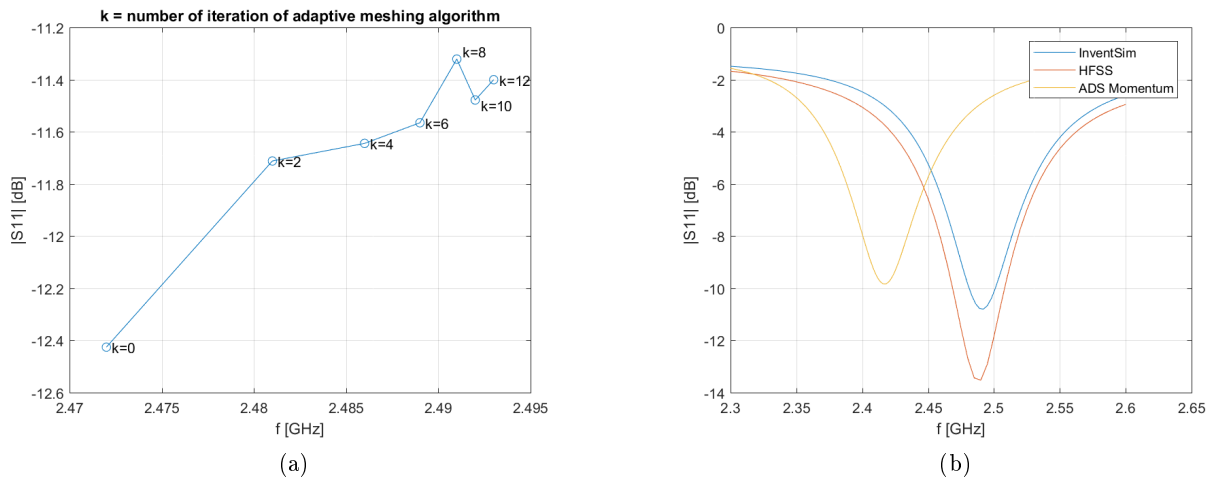 k = number of iteration of adaptive meshing algorithm
-11.2
-11.4
-11.6
-11.8
-12
-12.2
-12.4
-12.6
|S11| [dB]
k=0
k=2
k=4
k=6
k=8
k=10
k=12
2.47
2.475
2.48
2.485
2.49
2.495
f [GHz]
(a)
0
-2
-4
-6
-8
-10
-12
-14
|S11| [dB]
InventSim
HFSS
ADS Momentum
2.3
2.35
2.4
2.45
2.5
2.55
2.6
2.65
f [GHz]
(b)